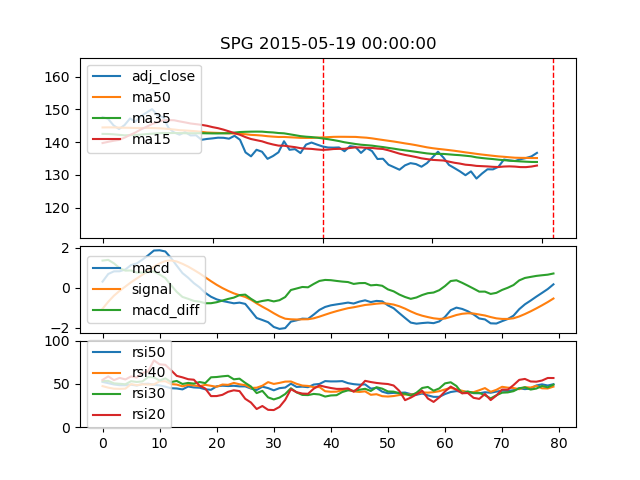 SPG 2015-05-19 00:00:00
160
150
140
130
120
adj_close
ma50
ma35
ma15
2
0
−2
macd
signal
macd_diff
100
50
0
rsi50
rsi40
rsi30
rsi20
0 10 20 30 40 50 60 70 80